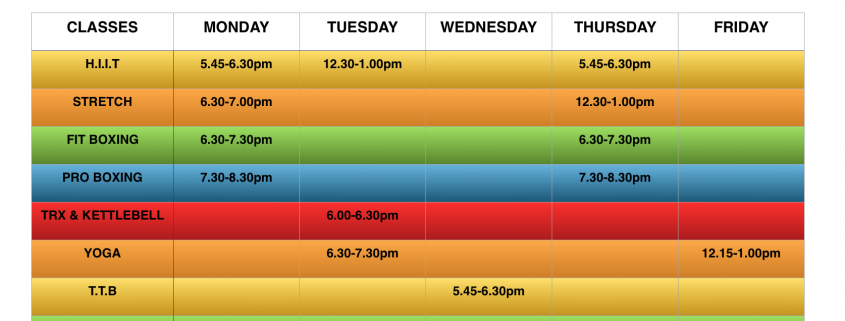 CLASSES MONDAY TUESDAY WEDNESDAY THURSDAY FRIDAY
H.I.I.T 5.45-6.30pm 12.30-1.00pm 5.45-6.30pm
STRETCH 6.30-7.00pm 12.30-1.00pm
FIT BOXING 6.30-7.30pm 6.30-7.30pm
PRO BOXING 7.30-8.30pm 7.30-8.30pm
TRX & KETTLEBELL 6.00-6.30pm
YOGA 6.30-7.30pm 12.15-1.00pm
T.T.B 5.45-6.30pm